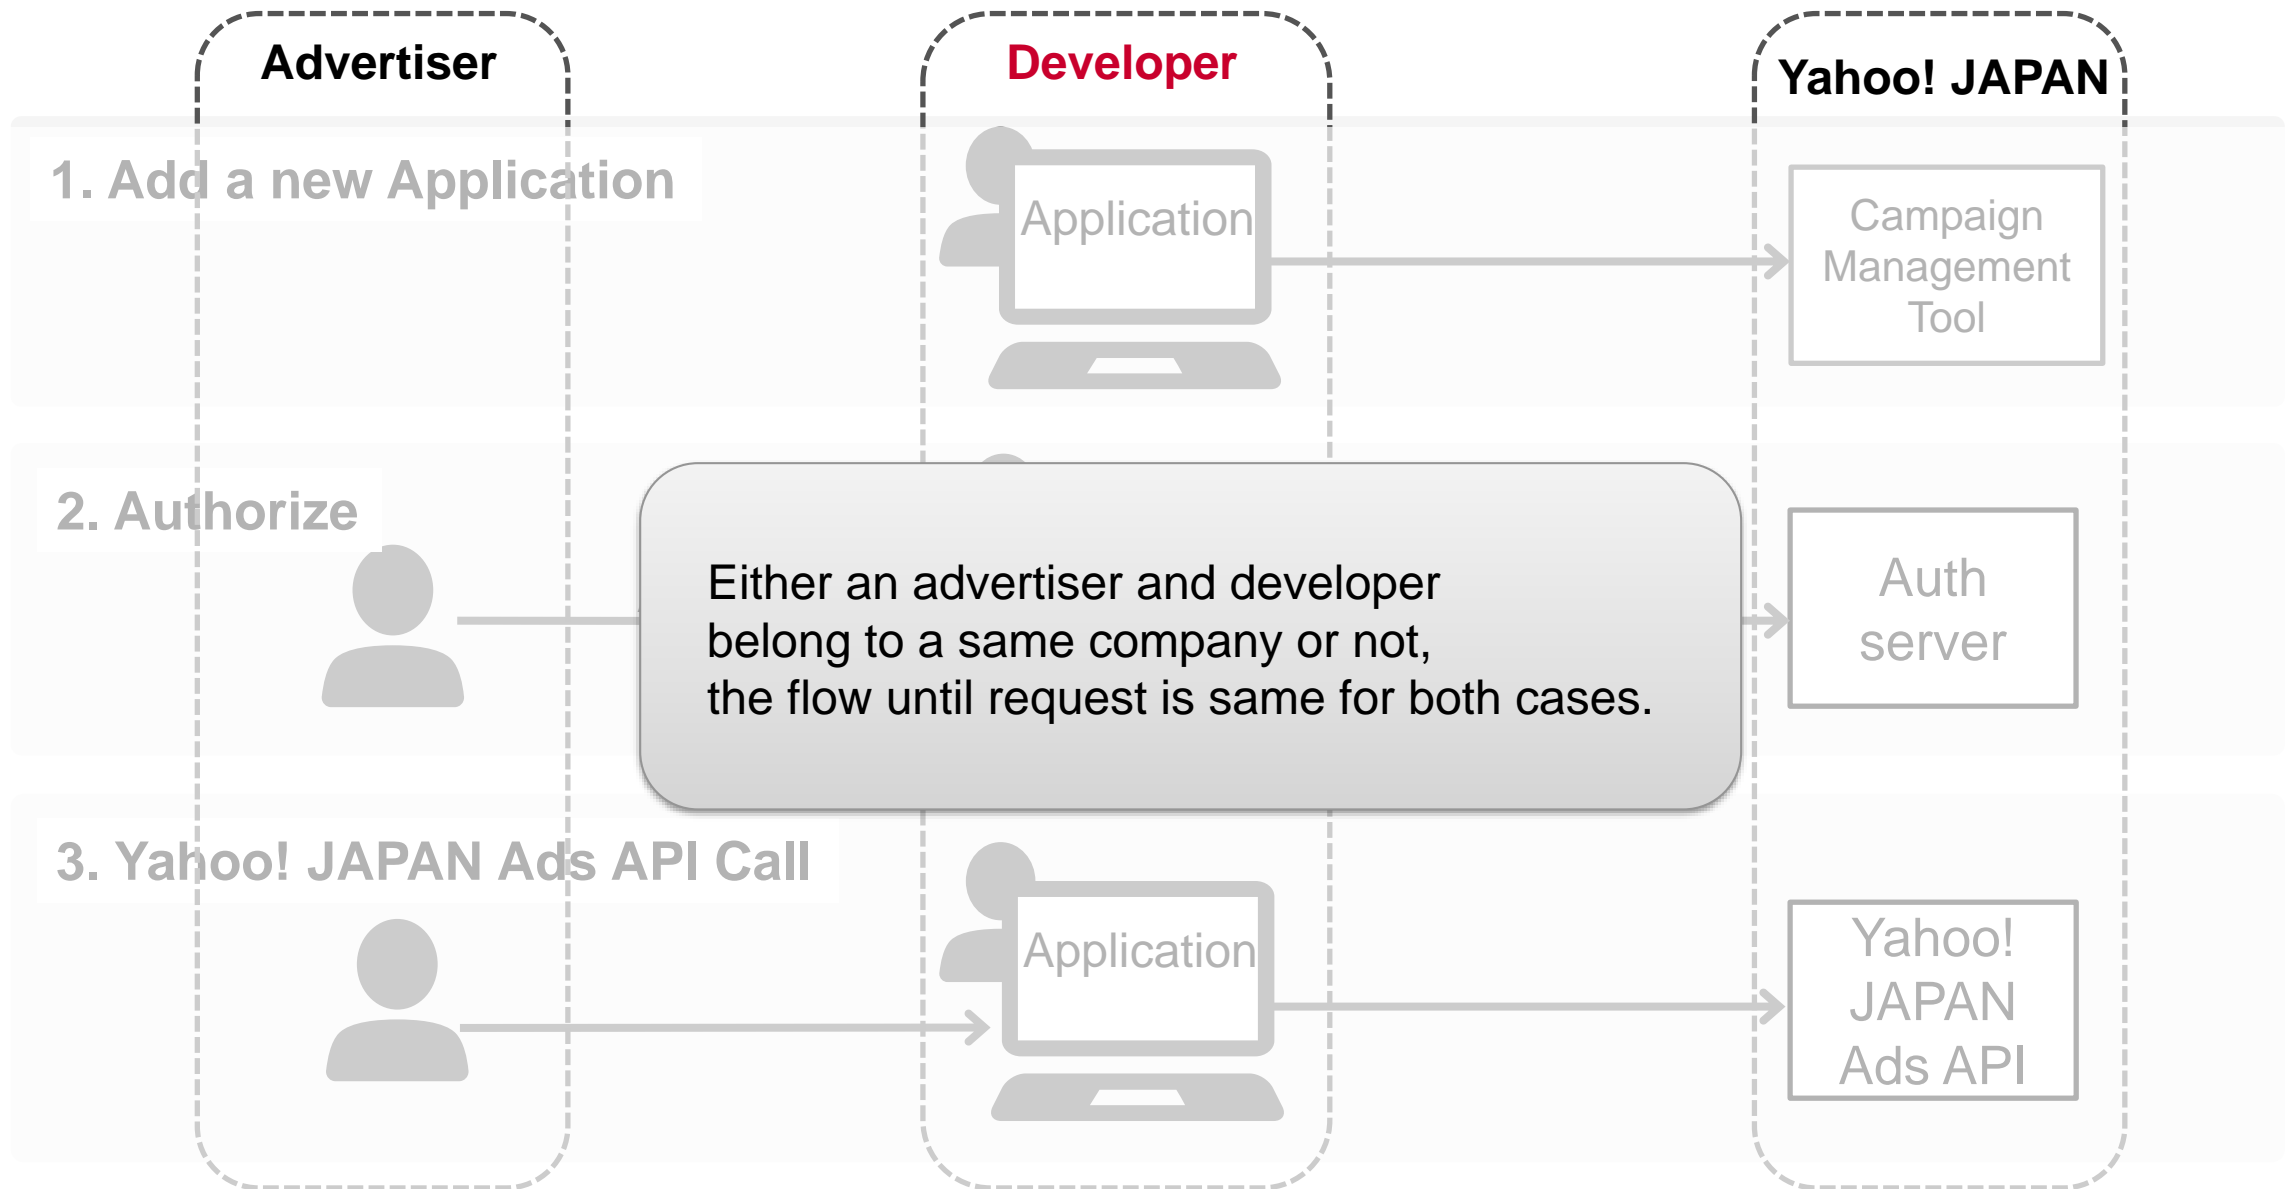 Advertiser
Developer
Yahoo! JAPAN
1. Add a new Application
Application
Campaign
Management
Tool
2. Authorize
Either an advertiser and developer
belong to a same company or not,
the flow until request is same for both cases.
Auth
server
3. Yahoo! JAPAN Ads API Call
Application
Yahoo!
JAPAN
Ads API